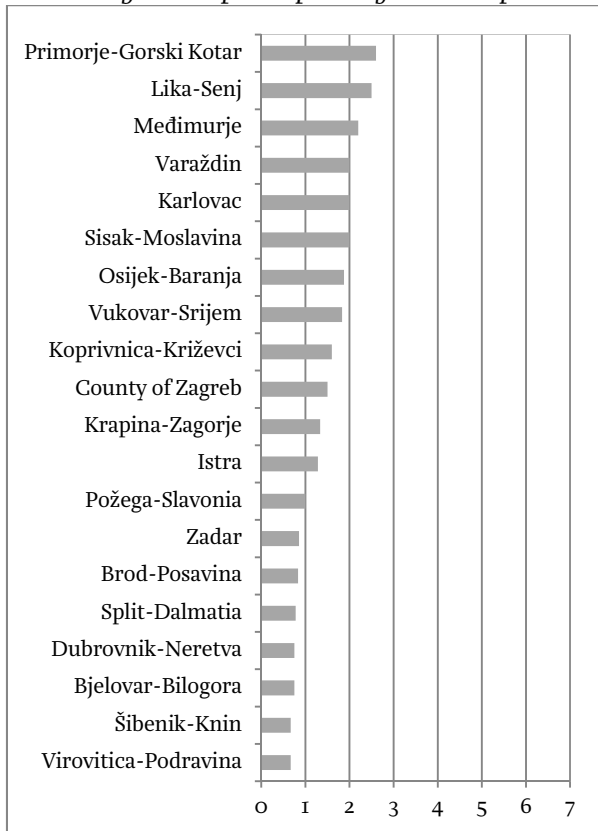 Primorje-Gorski Kotar
Lika-Senj
Međimurje
Varaždin
Karlovac
Sisak-Moslavina
Osijek-Baranja
Vukovar-Srijem
Koprivnica-Križevci
County of Zagreb
Krapina-Zagorje
Istra
Požega-Slavonia
Zadar
Brod-Posavina
Split-Dalmatia
Dubrovnik-Neretva
Bjelovar-Bilogora
Šibenik-Knin
Virovitica-Podravina
0 1 2 3 4 5 6 7